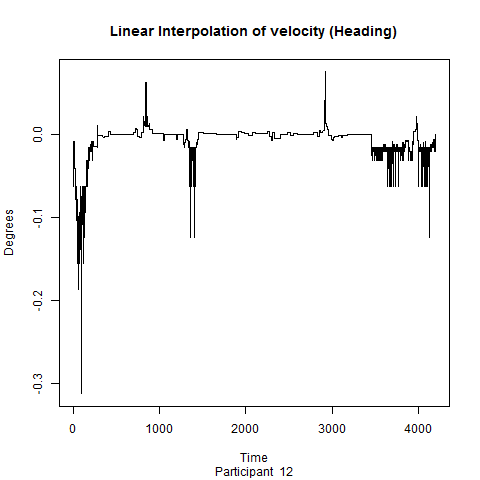 Linear Interpolation of velocity (Heading)
Degrees
0.0
-0.1
-0.2
-0.3
0 1000 2000 3000 4000
Time
Participant 12